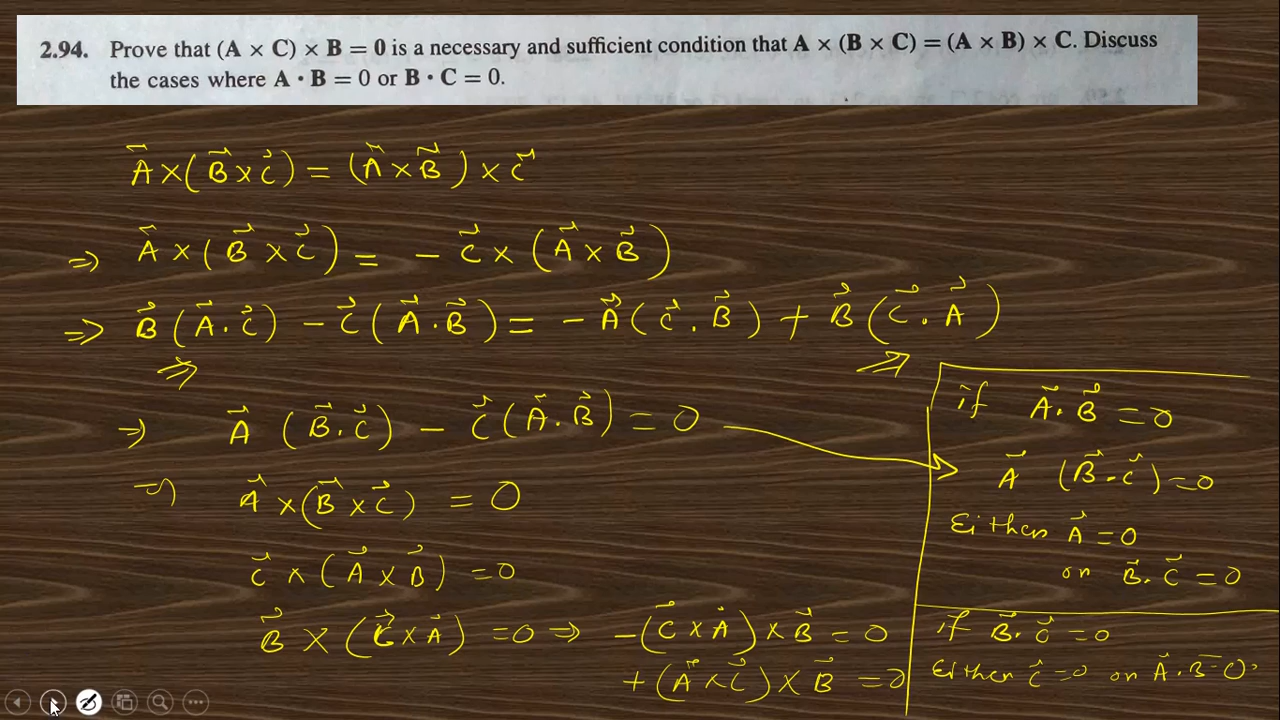 2.94. Prove that (A × C) × B = 0 is a necessary and sufficient condition that A × (B × C) = (A × B) × C. Discuss
the cases where A • B = 0 or B • C = 0.
A⃗ × (B⃗ × C⃗) = (A⃗ × B⃗) × C⃗
⇒ A⃗ × (B⃗ × C⃗) = − C⃗ × (A⃗ × B⃗)
⇒ B⃗ (A⃗ . C⃗) − C⃗ (A⃗ . B⃗) = − A⃗ (C⃗ . B⃗) + B⃗ (C⃗ . A⃗)
⇒ ⇒
⇒ A⃗ (B⃗ . C⃗) − C⃗ (A⃗ . B⃗) = 0
⇒ A⃗ × (B⃗ × C⃗) = 0
C⃗ × (A⃗ × B⃗) = 0
B⃗ × (C⃗ × A⃗) = 0 ⇒ − (C⃗ × A⃗) × B⃗ = 0
+ (A⃗ × C⃗) × B⃗ = 0
if A⃗ . B⃗ = 0
A⃗ (B⃗ . C⃗) = 0
Either A⃗ = 0
or B⃗ . C⃗ = 0
if B⃗ . C⃗ = 0
Either C⃗ = 0 or A⃗ . B⃗ = 0